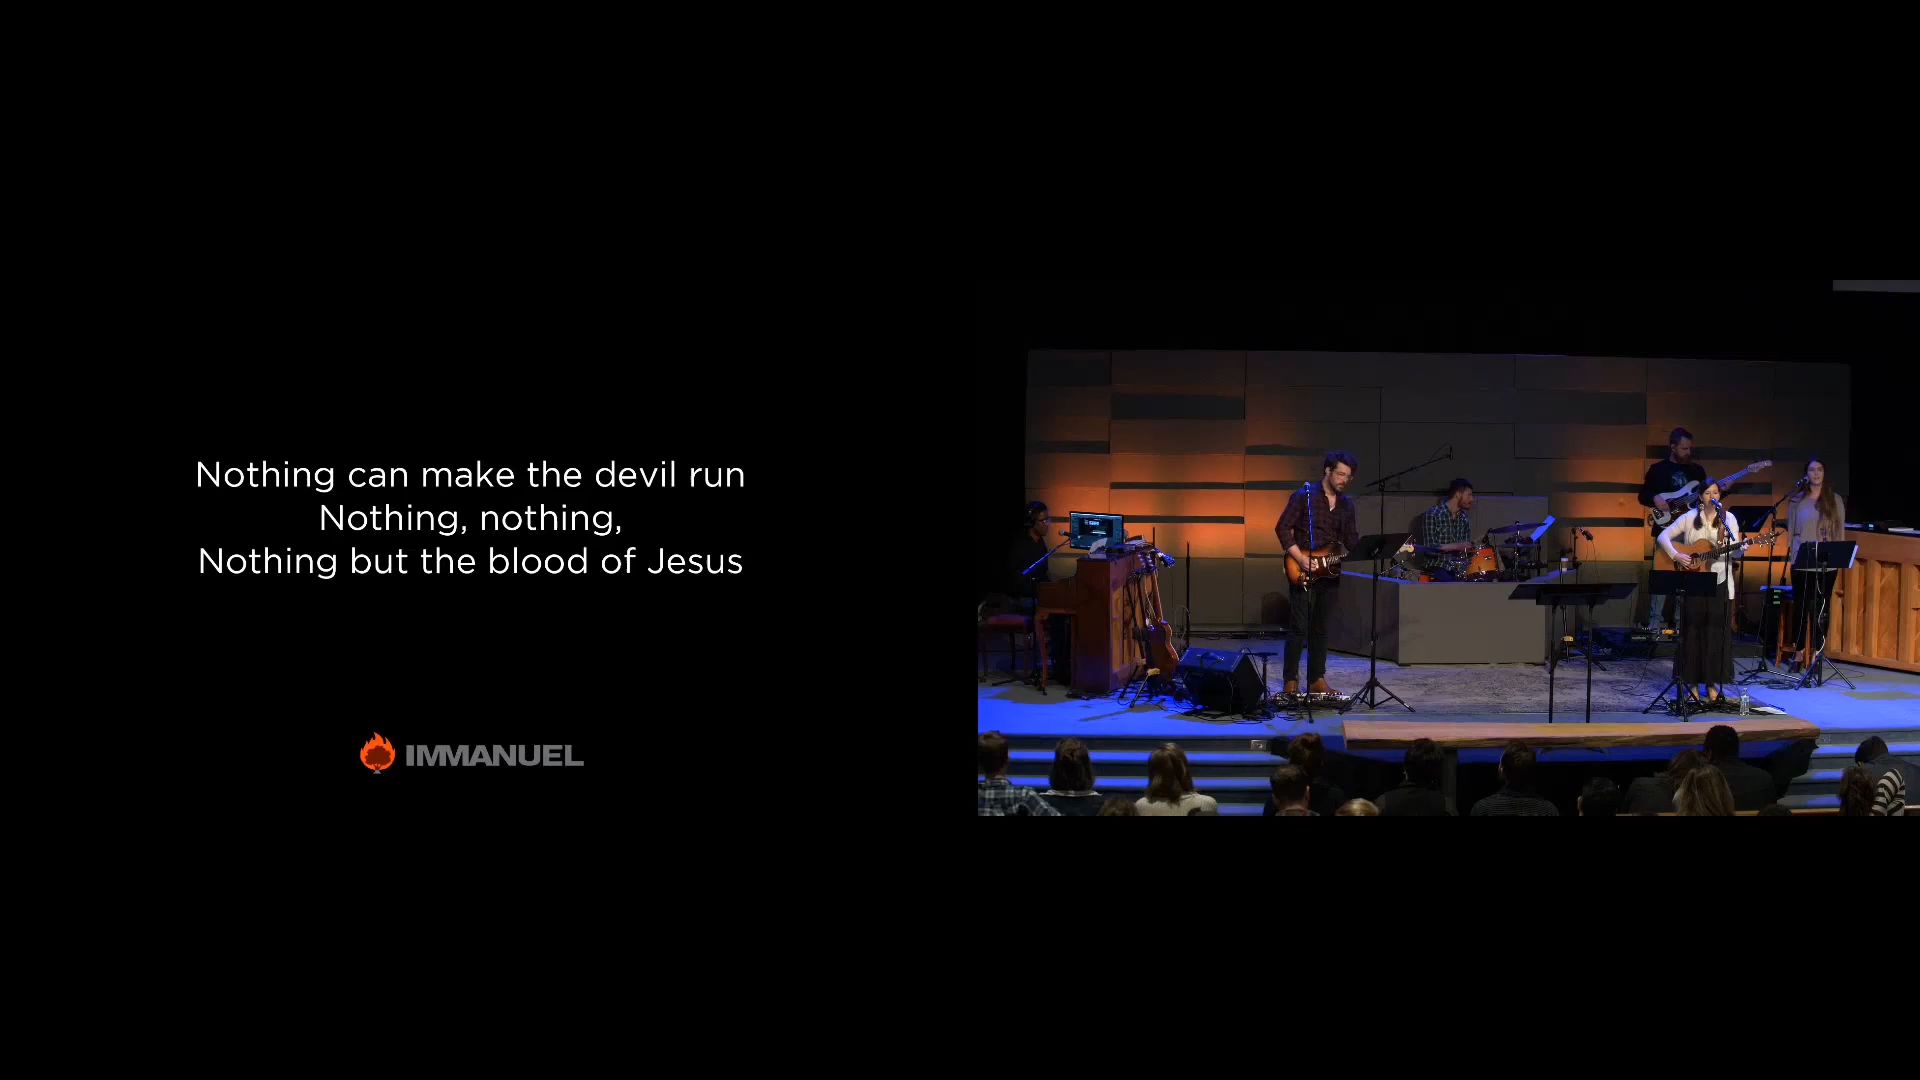 Nothing can make the devil run
Nothing, nothing,
Nothing but the blood of Jesus
IMMANUEL